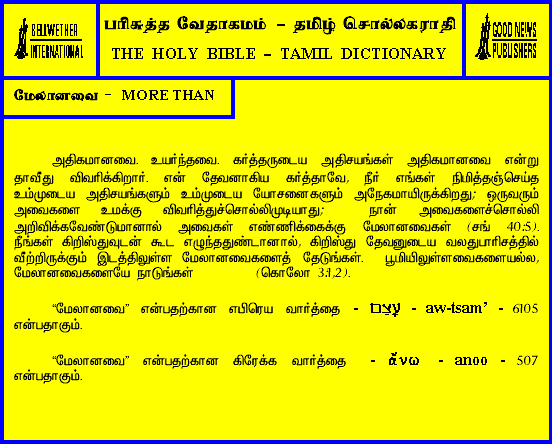 BELLWETHER
INTERNATIONAL
பரிசுத்த வேதாகமம் – தமிழ் சொல்லகராதி
THE HOLY BIBLE – TAMIL DICTIONARY
GOOD NEWS
PUBLISHERS
மேலானவை – MORE THAN
அதிகமானவை. உயர்ந்தவை. கர்த்தருடைய அதிசயங்கள் அதிகமானவை என்று
தாவீது விவரிக்கிறார். என் தேவனாகிய கர்த்தாவே, நீர் எங்கள் நிமித்தஞ்செய்த
உம்முடைய அதிசயங்களும் உம்முடைய யோசனைகளும் அநேகமாயிருக்கிறது; ஒருவரும்
அவைகளை உமக்கு விவரித்துச்சொல்லிமுடியாது; நான் அவைகளைச்சொல்லி
அறிவிக்கவேண்டுமானால் அவைகள் எண்ணிக்கைக்கு மேலானவைகள் (சங் 40:5).
நீங்கள் கிறிஸ்துவுடன் கூட எழுந்ததுண்டானால், கிறிஸ்து தேவனுடைய வலதுபாரிசத்தில்
வீற்றிருக்கும் இடத்திலுள்ள மேலானவைகளைத் தேடுங்கள். பூமியிலுள்ளவைகளையல்ல,
மேலானவைகளையே நாடுங்கள் (கொலோ 3:1,2).
“மேலானவை” என்பதற்கான எபிரெய வார்த்தை - עָצַם - aw-tsam’ - 6105
என்பதாகும்.
“மேலானவை” என்பதற்கான கிரேக்க வார்த்தை - ἄνω - anoo - 507
என்பதாகும்.